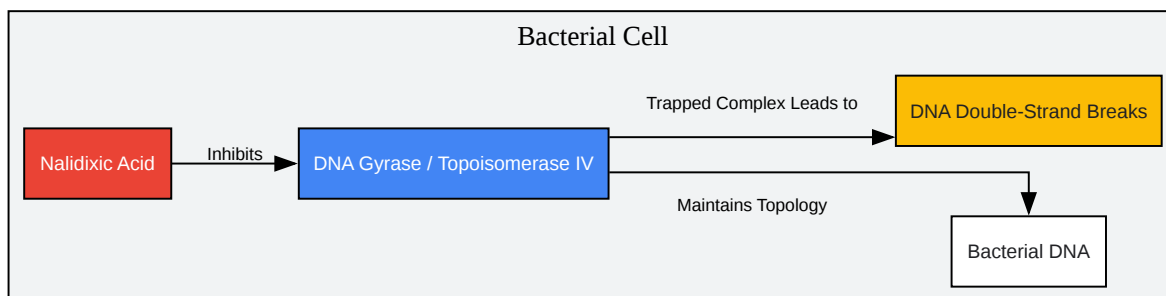 Bacterial Cell
Trapped Complex Leads to
DNA Double-Strand Breaks
Nalidixic Acid
Inhibits
DNA Gyrase / Topoisomerase IV
Maintains Topology
Bacterial DNA